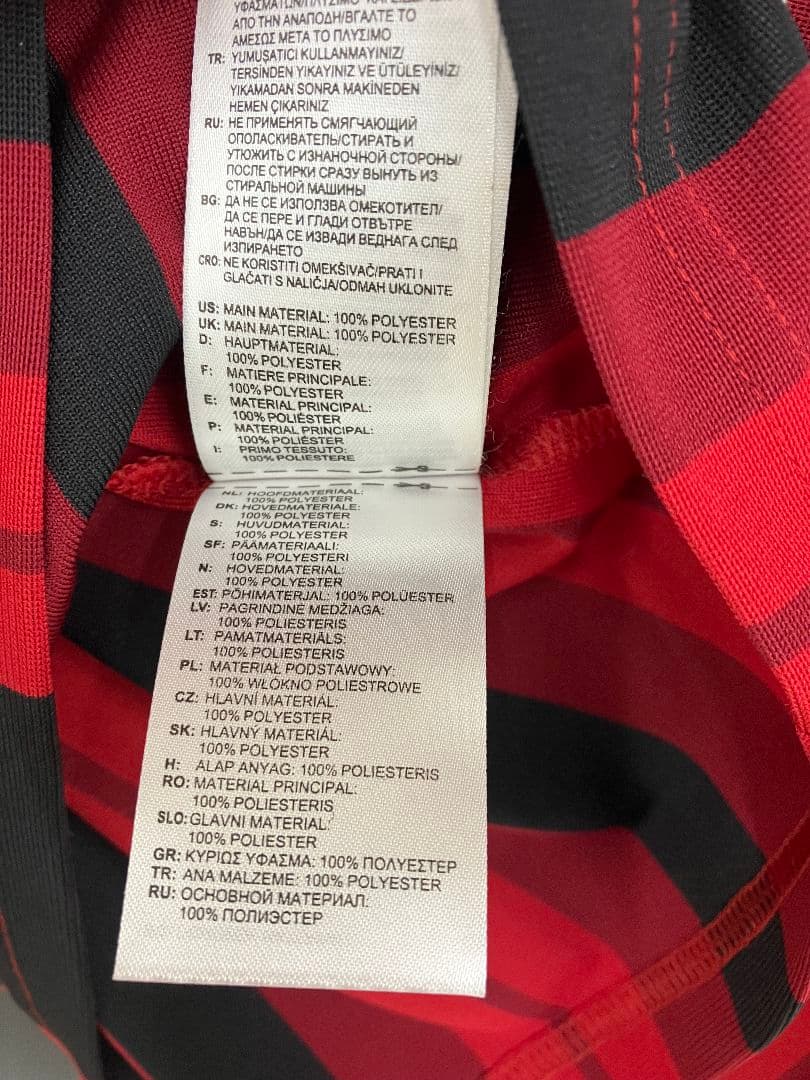 ΑΠΟ ΤΗΝ ΑΝΑΠΟΔΗ/ΒΓΑΛΤΕ ΤΟ
ΑΜΕΣΩΣ ΜΕΤΑ ΤΟ ΠΛΥΣΙΜΟ
TR: YUMUŞATICI KULLANMAYINIZ/
TERSİNDEN YIKAYINIZ VE ÜTÜLEYİNİZ/
YIKAMADAN SONRA MAKİNEDEN
HEMEN ÇIKARINIZ
RU: НЕ ПРИМЕНЯТЬ СМЯГЧАЮЩИЙ
ОПОЛАСКИВАТЕЛЬ/СТИРАТЬ И
УТЮЖИТЬ С ИЗНАНОЧНОЙ СТОРОНЫ/
ПОСЛЕ СТИРКИ СРАЗУ ВЫНУТЬ ИЗ
СТИРАЛЬНОЙ МАШИНЫ
BG: ДА НЕ СЕ ИЗПОЛЗВА ОМЕКОТИТЕЛ/
ДА СЕ ПЕРЕ И ГЛАДИ ОТВЪТРЕ
НАВЪН/ДА СЕ ИЗВАДИ ВЕДНАГА СЛЕД
ИЗПИРАНЕТО
CRO: NE KORISTITI OMEKŠIVAČ/PRATI I
GLAČATI S NALIČJA/ODMAH UKLONITE
US: MAIN MATERIAL: 100% POLYESTER
UK: MAIN MATERIAL: 100% POLYESTER
D: HAUPTMATERIAL:
100% POLYESTER
F: MATIERE PRINCIPALE:
100% POLYESTER
E: MATERIAL PRINCIPAL:
100% POLIÉSTER
P: MATERIAL PRINCIPAL:
100% POLIÉSTER
I: PRIMO TESSUTO:
100% POLIESTERE
NL: HOOFDMATERIAAL:
100% POLYESTER
DK: HOVEDMATERIALE:
100% POLYESTER
S: HUVUDMATERIAL:
100% POLYESTER
SF: PÄÄMATERIAALI:
100% POLYESTERI
N: HOVEDMATERIAL:
100% POLYESTER
EST: PÕHIMATERJAL: 100% POLÜESTER
LV: PAGRINDINĖ MEDŽIAGA:
100% POLIESTERIS
LT: PAMATMATERIĀLS:
100% POLIESTERIS
PL: MATERIAŁ PODSTAWOWY:
100% WŁÓKNO POLIESTROWE
CZ: HLAVNÍ MATERIÁL:
100% POLYESTER
SK: HLAVNÝ MATERIÁL:
100% POLYESTER
H: ALAP ANYAG: 100% POLIESTERIS
RO: MATERIAL PRINCIPAL:
100% POLIESTERIS
SLO: GLAVNI MATERIAL:
100% POLIESTER
GR: ΚΥΡΙΩΣ ΥΦΑΣΜΑ: 100% ΠΟΛΥΕΣΤΕΡ
TR: ANA MALZEME: 100% POLYESTER
RU: ОСНОВНОЙ МАТЕРИАЛ:
100% ПОЛИЭСТЕР